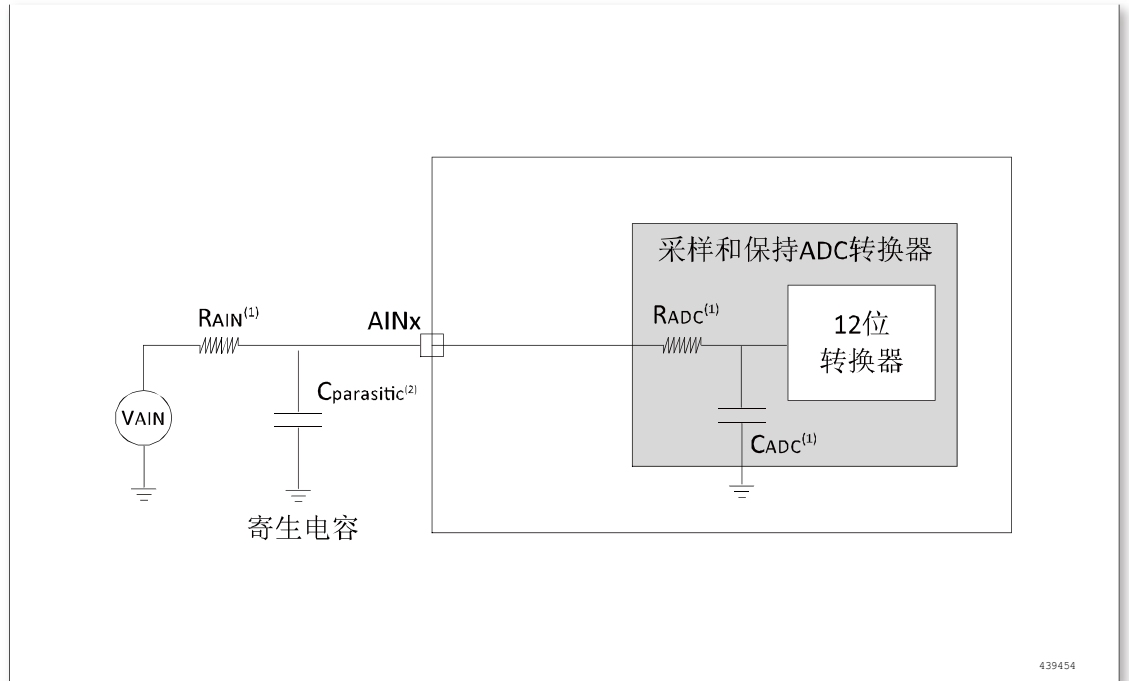 采样和保持ADC转换器
RAIN(1)
AINx
RADC(1)
12位
转换器
Cparasitic(2)
VAIN
CADC(1)
寄生电容
439454